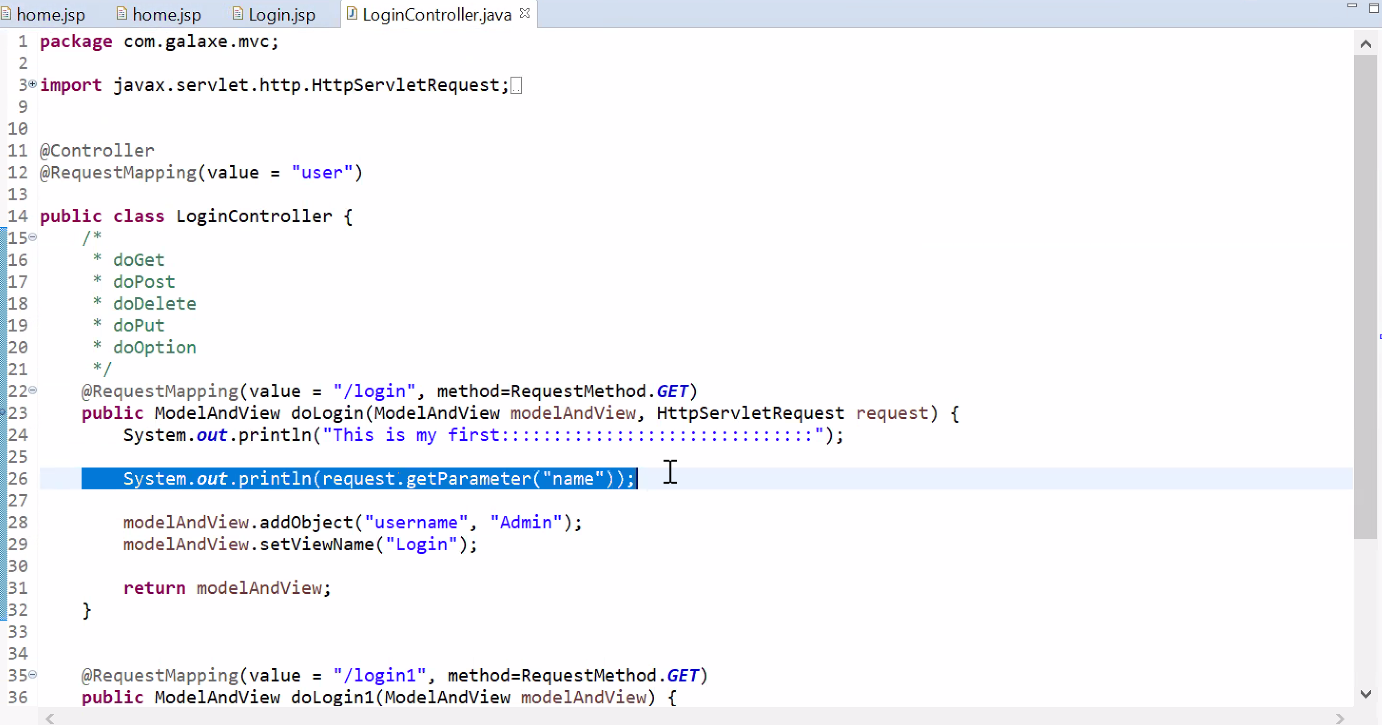 home.jsp home.jsp Login.jsp LoginController.java
1 package com.galaxe.mvc;
2
3 import javax.servlet.http.HttpServletRequest;
9
10
11 @Controller
12 @RequestMapping(value = "user")
13
14 public class LoginController {
15 /*
16 * doGet
17 * doPost
18 * doDelete
19 * doPut
20 * doOption
21 */
22 @RequestMapping(value = "/login", method=RequestMethod.GET)
23 public ModelAndView doLogin(ModelAndView modelAndView, HttpServletRequest request) {
24 System.out.println("This is my first::::::::::::::::::::::::::::::");
25
26 System.out.println(request.getParameter("name"));
27
28 modelAndView.addObject("username", "Admin");
29 modelAndView.setViewName("Login");
30
31 return modelAndView;
32 }
33
34
35 @RequestMapping(value = "/login1", method=RequestMethod.GET)
36 public ModelAndView doLogin1(ModelAndView modelAndView) {